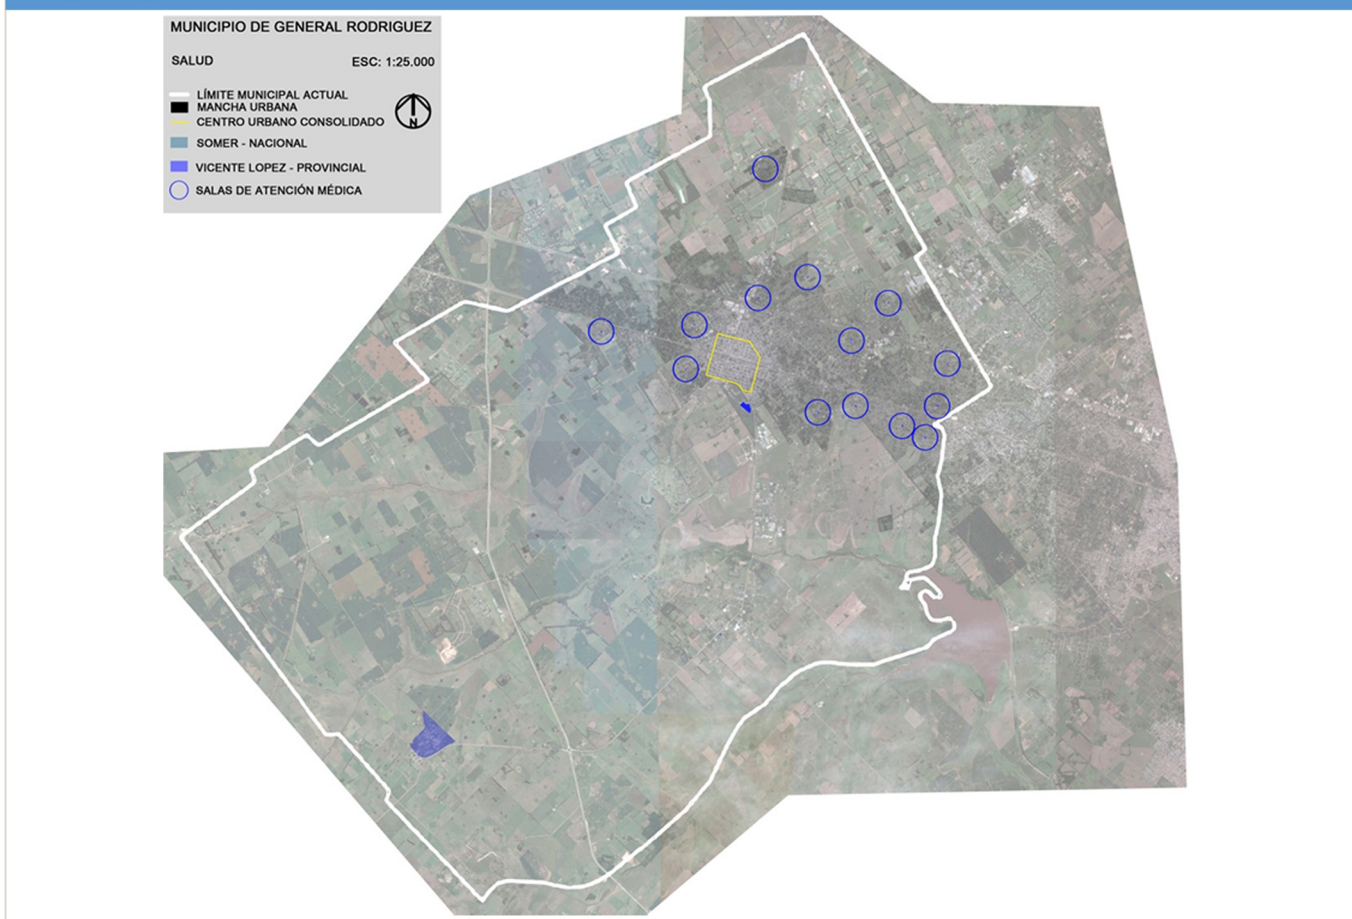 MUNICIPIO DE GENERAL RODRIGUEZ
SALUD ESC: 1:25.000
LÍMITE MUNICIPAL ACTUAL
MANCHA URBANA
CENTRO URBANO CONSOLIDADO
N
SOMER - NACIONAL
VICENTE LOPEZ - PROVINCIAL
SALAS DE ATENCIÓN MÉDICA